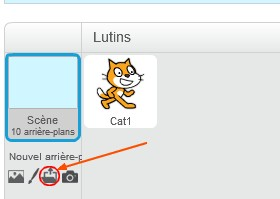 Lutins
Scène
10 arrière-plans
Cat1
Nouvel arrière-p